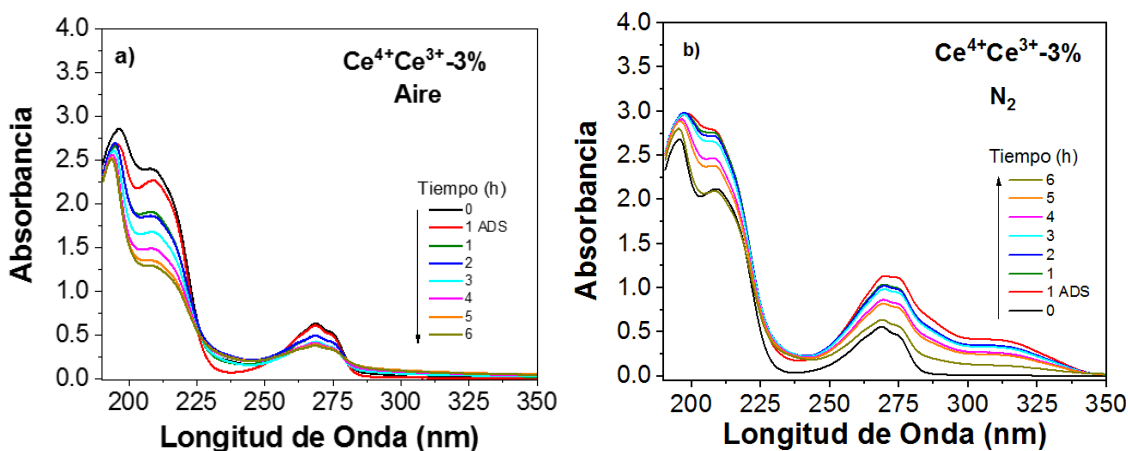 a)
Ce4+Ce3+-3%
Aire
Absorbancia
4.0
3.5
3.0
2.5
2.0
1.5
1.0
0.5
0.0
Tiempo (h)
0
1 ADS
1
2
3
4
5
6
200 225 250 275 300 325 350
Longitud de Onda (nm)
b)
Ce4+Ce3+-3%
N2
Absorbancia
4.0
3.5
3.0
2.5
2.0
1.5
1.0
0.5
0.0
Tiempo (h)
6
5
4
3
2
1
1 ADS
0
200 225 250 275 300 325 350
Longitud de Onda (nm)